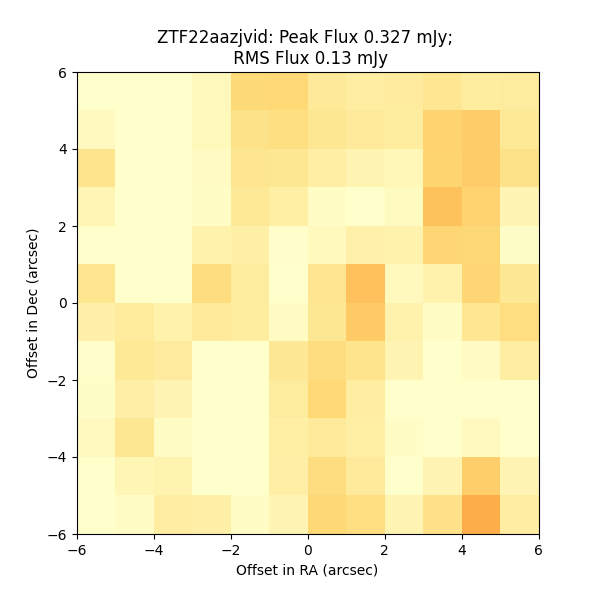 ZTF22aazjvid: Peak Flux 0.327 mJy;
RMS Flux 0.13 mJy
6
4
2
0
−2
−4
−6
Offset in Dec (arcsec)
−6 −4 −2 0 2 4 6
Offset in RA (arcsec)